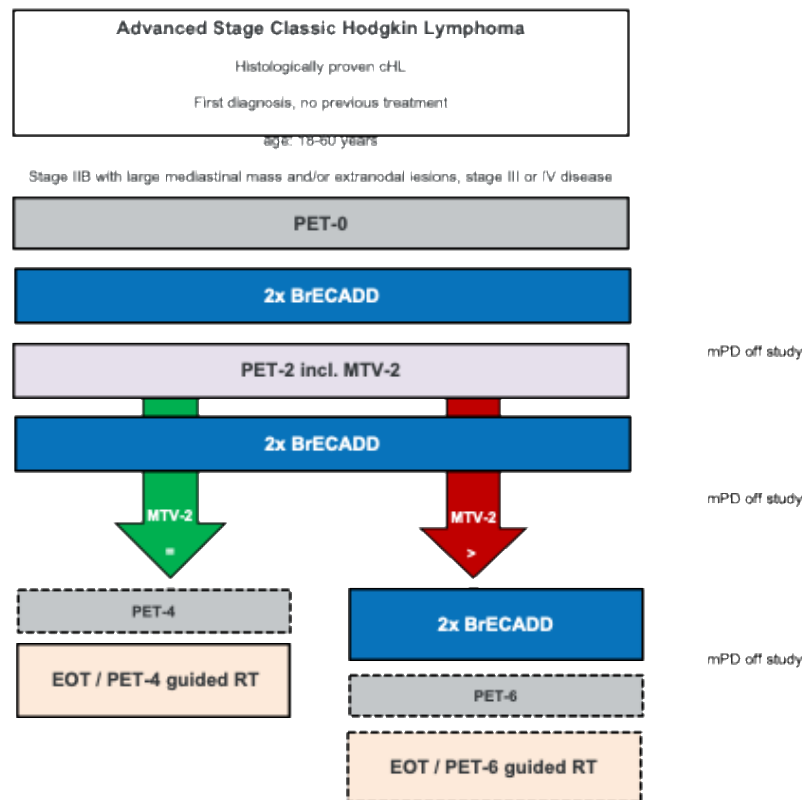 Advanced Stage Classic Hodgkin Lymphoma
Histologically proven cHL
First diagnosis, no previous treatment
age: 18-60 years
Stage IIB with large mediastinal mass and/or extranodal lesions, stage III or IV disease
PET-0
2x BrECADD
mPD off study
PET-2 incl. MTV-2
2x BrECADD
mPD off study
MTV-2
=
MTV-2
>
PET-4
EOT / PET-4 guided RT
2x BrECADD
mPD off study
PET-6
EOT / PET-6 guided RT